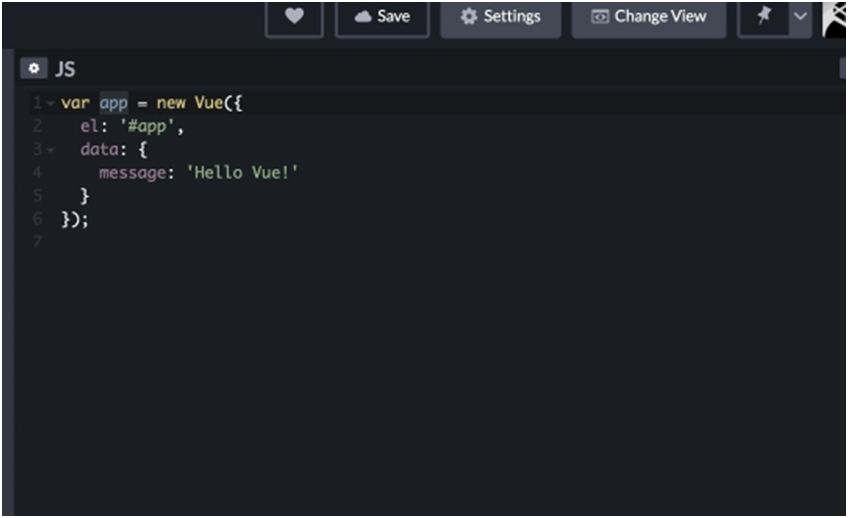 Save Settings Change View
JS
1 var app = new Vue({
2 el: '#app',
3 data: {
4 message: 'Hello Vue!'
5 }
6 });
7